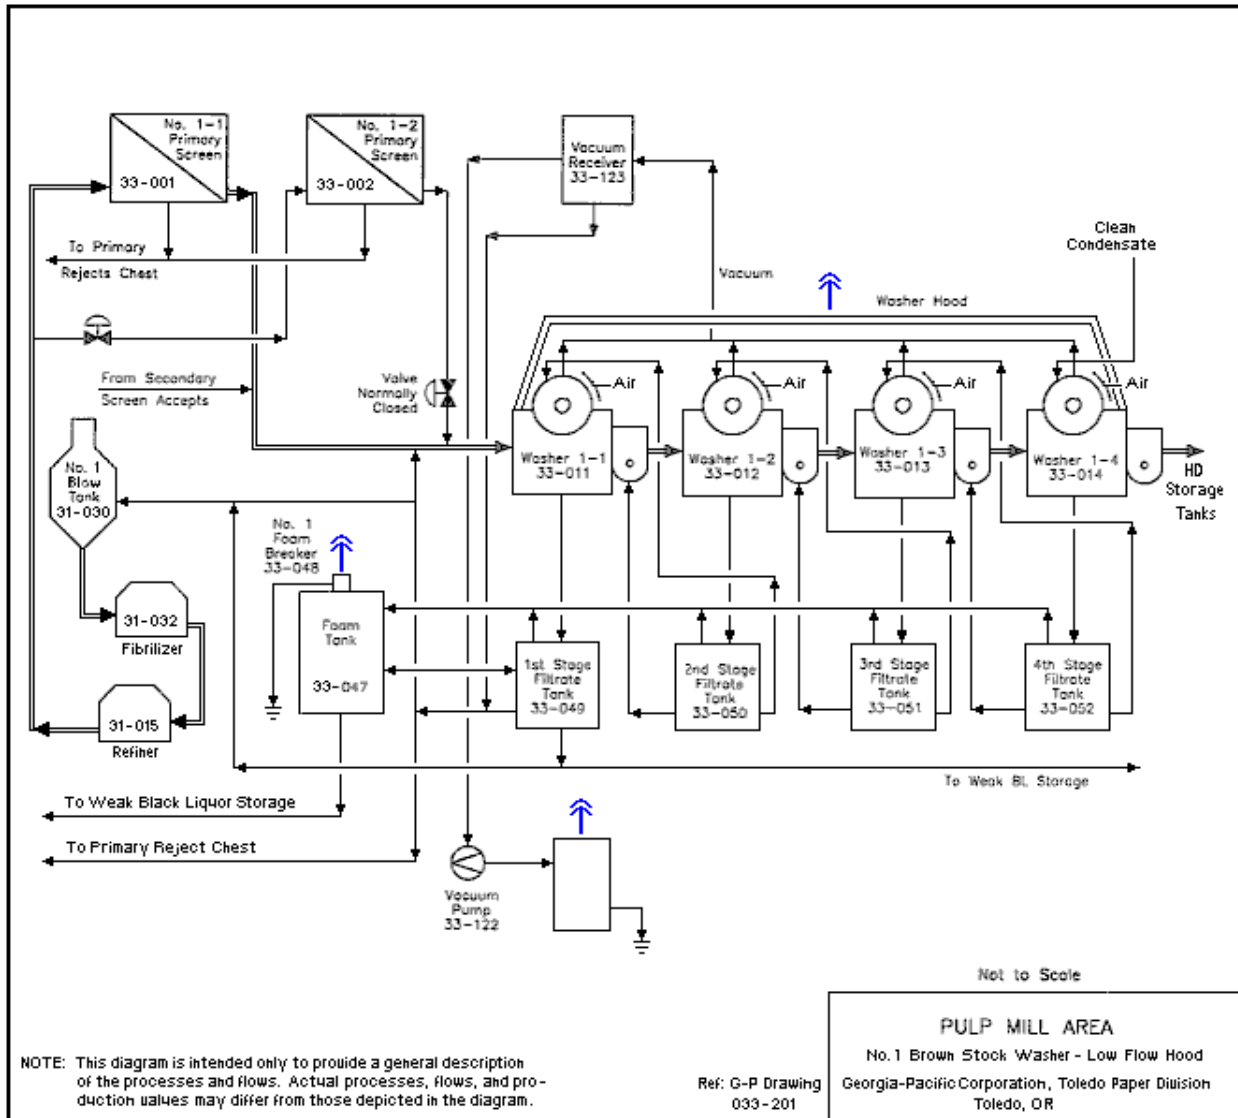 No. 1-1
Primary
Screen
33-001
No. 1-2
Primary
Screen
33-002
Vacuum
Receiver
33-123
Clean
Condensate
To Primary
Rejects Chest
Vacuum
Washer Hood
From Secondary
Screen Accepts
Valve
Normally
Closed
Air
Air
Air
Air
Washer 1-1
33-011
Washer 1-2
33-012
Washer 1-3
33-013
Washer 1-4
33-014
HD
Storage
Tanks
No. 1
Blow
Tank
31-030
No. 1
Foam
Breaker
33-048
31-032
Fibrilizer
Foam
Tank
33-047
1st Stage
Filtrate
Tank
33-049
2nd Stage
Filtrate
Tank
33-050
3rd Stage
Filtrate
Tank
33-051
4th Stage
Filtrate
Tank
33-052
31-015
Refiner
To Weak BL Storage
To Weak Black Liquor Storage
To Primary Reject Chest
Vacuum
Pump
33-122
Not to Scale
NOTE: This diagram is intended only to provide a general description
of the processes and flows. Actual processes, flows, and pro-
duction values may differ from those depicted in the diagram.
Ref: G-P Drawing
033-201
PULP MILL AREA
No.1 Brown Stock Washer - Low Flow Hood
Georgia-Pacific Corporation, Toledo Paper Division
Toledo, OR